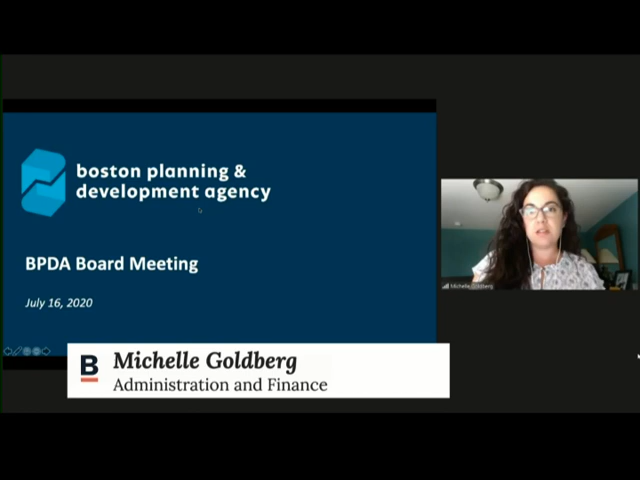 boston planning &
development agency
BPDA Board Meeting
July 16, 2020
Michelle Goldberg
B
Michelle Goldberg
Administration and Finance